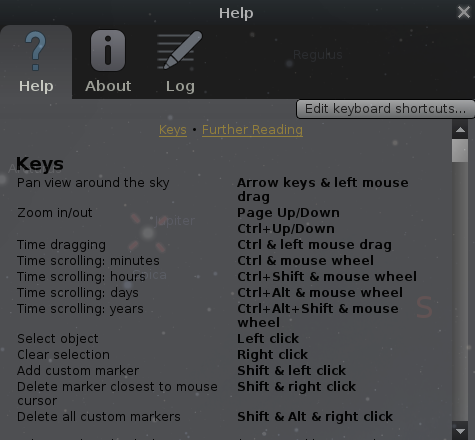 Help
Regulus
Help
About
Log
Edit keyboard shortcuts...
Keys • Further Reading
Keys
Pan view around the sky Arrow keys & left mouse
drag
Zoom in/out Page Up/Down
Ctrl+Up/Down
Jupiter
Time dragging Ctrl & left mouse drag
Time scrolling: minutes Ctrl & mouse wheel
Time scrolling: hours Ctrl+Shift & mouse wheel
Time scrolling: days Ctrl+Alt & mouse wheel
Time scrolling: years Ctrl+Alt+Shift & mouse
wheel
S
Select object Left click
Clear selection Right click
Add custom marker Shift & left click
Delete marker closest to mouse Shift & right click
cursor
Delete all custom markers Shift & Alt & right click